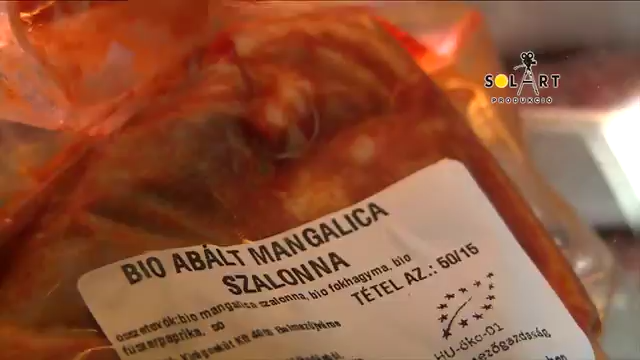 SOLART
PRODUKCIÓ
BIO ABÁLT MANGALICA
SZALONNA
összetevők: bio mangalica szalonna, bio fokhagyma, bio
fűszerpaprika, só
TÉTEL AZ.: 50/15
HU-öko-01